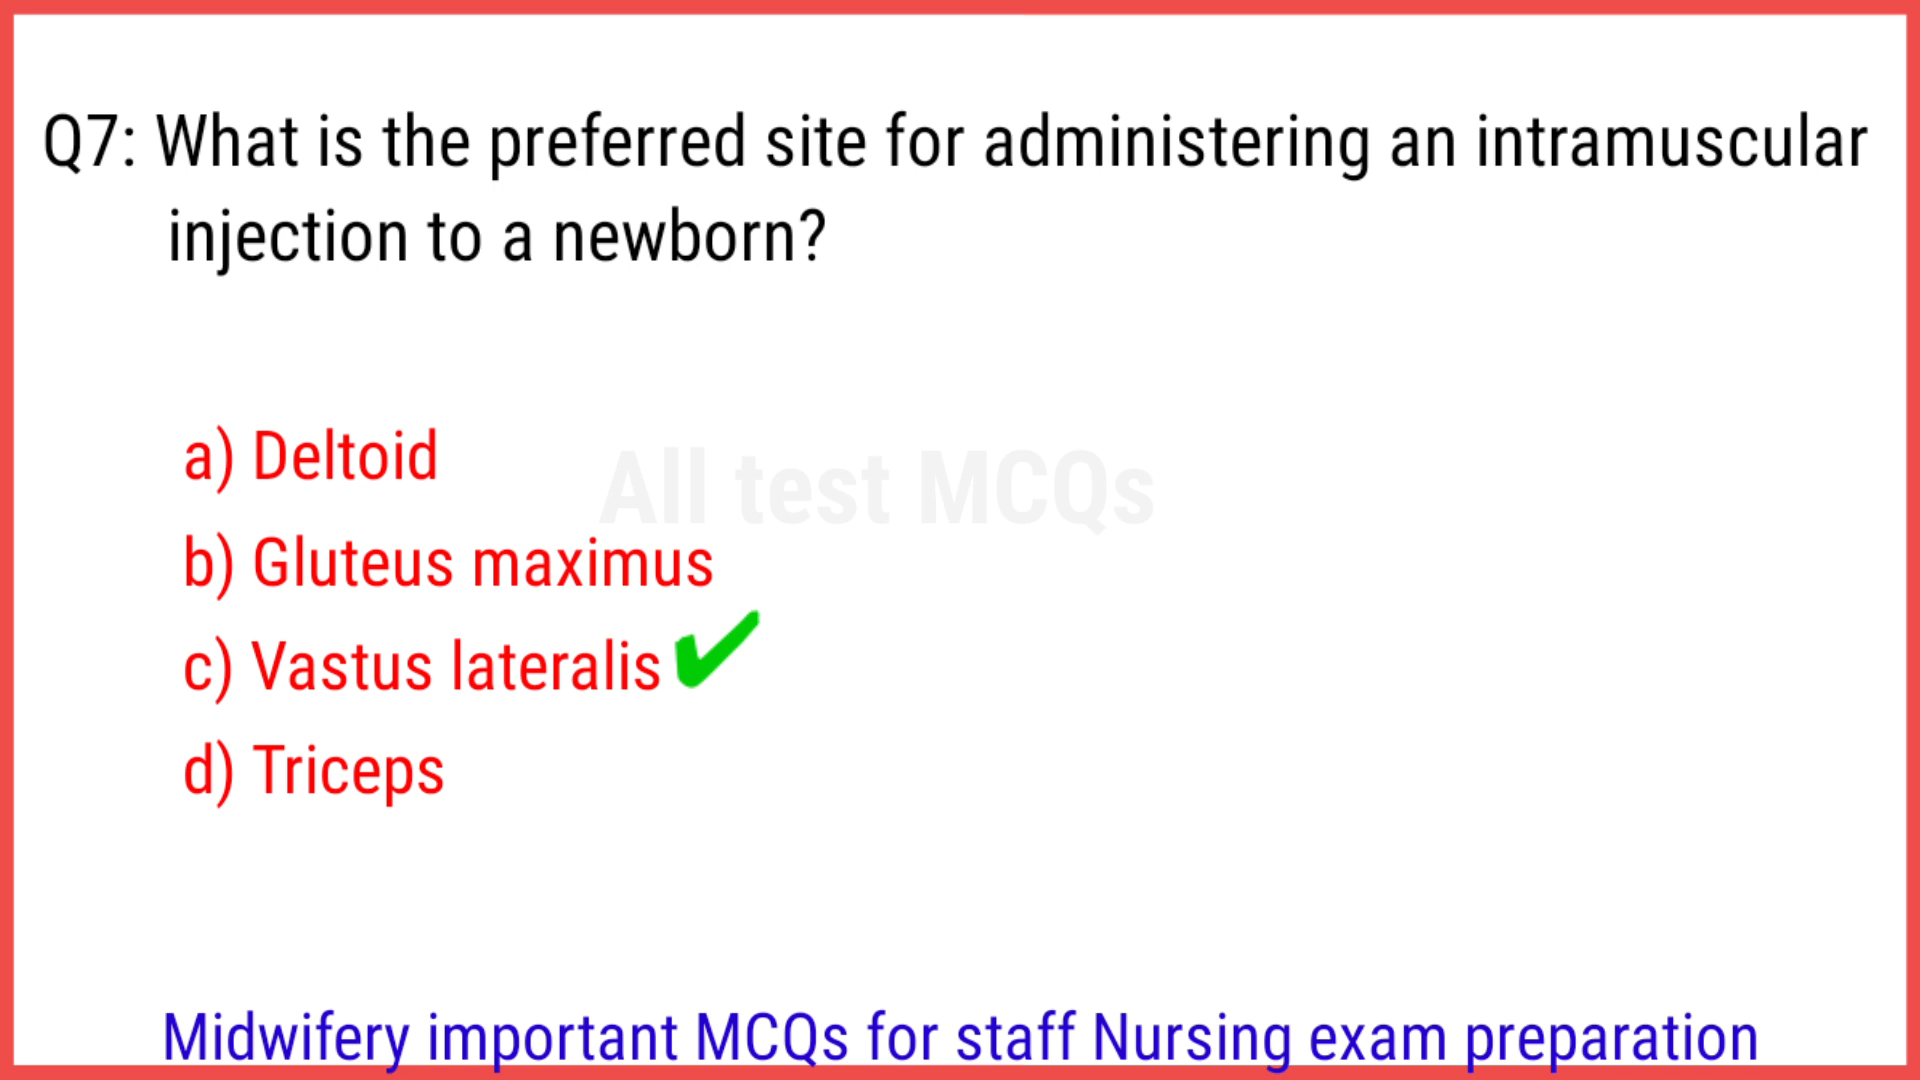 Q7: What is the preferred site for administering an intramuscular
injection to a newborn?
a) Deltoid
All test MCQs
b) Gluteus maximus
c) Vastus lateralis
d) Triceps
Midwifery important MCQs for staff Nursing exam preparation